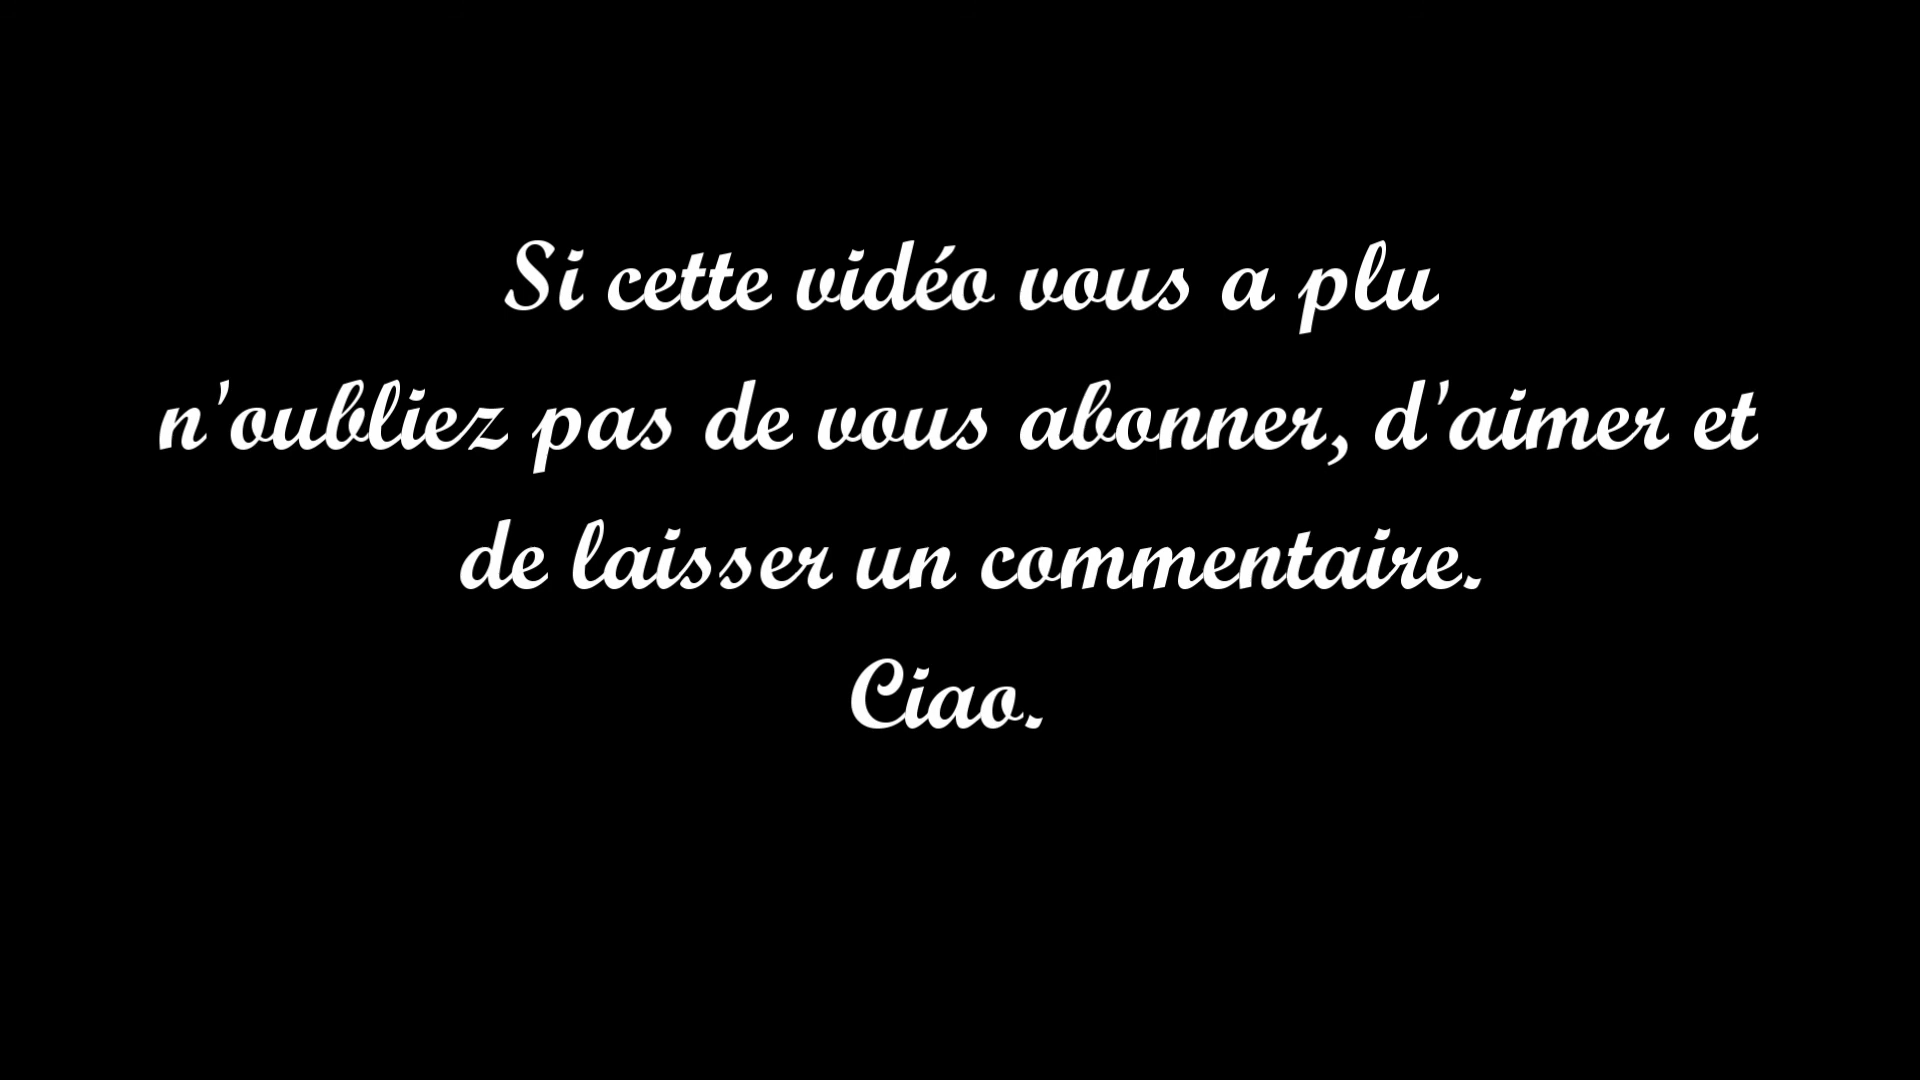 Si cette vidéo vous a plu
n'oubliez pas de vous abonner, d'aimer et
de laisser un commentaire.
Ciao.